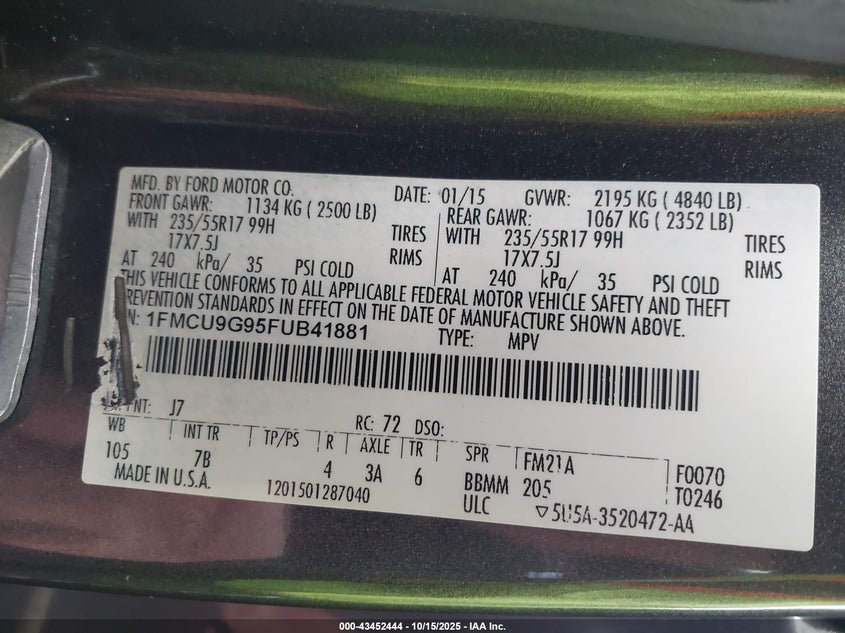 MFD. BY FORD MOTOR CO. DATE: 01/15 GVWR: 2195 KG ( 4840 LB)
FRONT GAWR: 1134 KG ( 2500 LB) REAR GAWR: 1067 KG ( 2352 LB)
WITH 235/55R17 99H TIRES WITH 235/55R17 99H TIRES
17X7.5J RIMS 17X7.5J RIMS
AT 240 kPa/ 35 PSI COLD AT 240 kPa/ 35 PSI COLD
THIS VEHICLE CONFORMS TO ALL APPLICABLE FEDERAL MOTOR VEHICLE SAFETY AND THEFT
PREVENTION STANDARDS IN EFFECT ON THE DATE OF MANUFACTURE SHOWN ABOVE.
1FMCU9G95FUB41881 TYPE: MPV
J7 RC: 72 DSO:
WB INT TR TP/PS R AXLE TR SPR FM21A F0070
105 7B 4 3A 6 BBMM 205 T0246
MADE IN U.S.A. 1201501287040 ULC ▽5U5A-3520472-AA
000-43452444 - 10/15/2025 - IAA Inc.